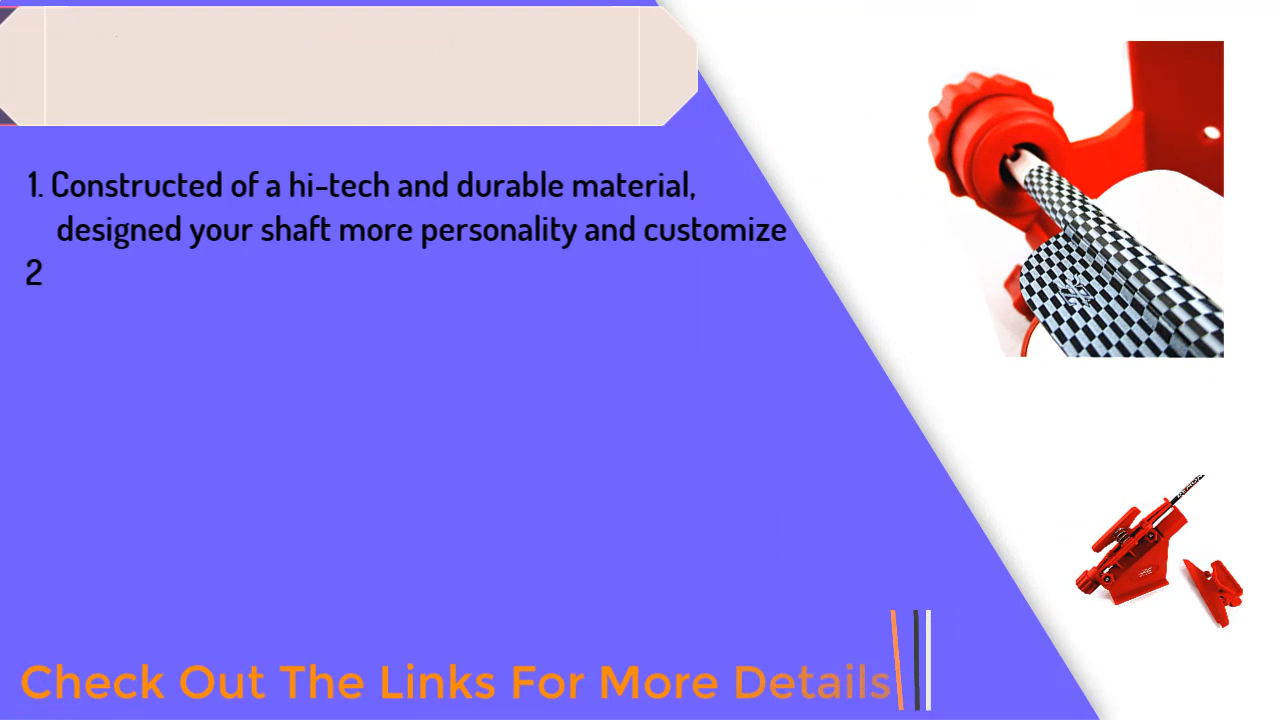 1. Constructed of a hi-tech and durable material,
designed your shaft more personality and customize
2
Check Out The Links For More Details